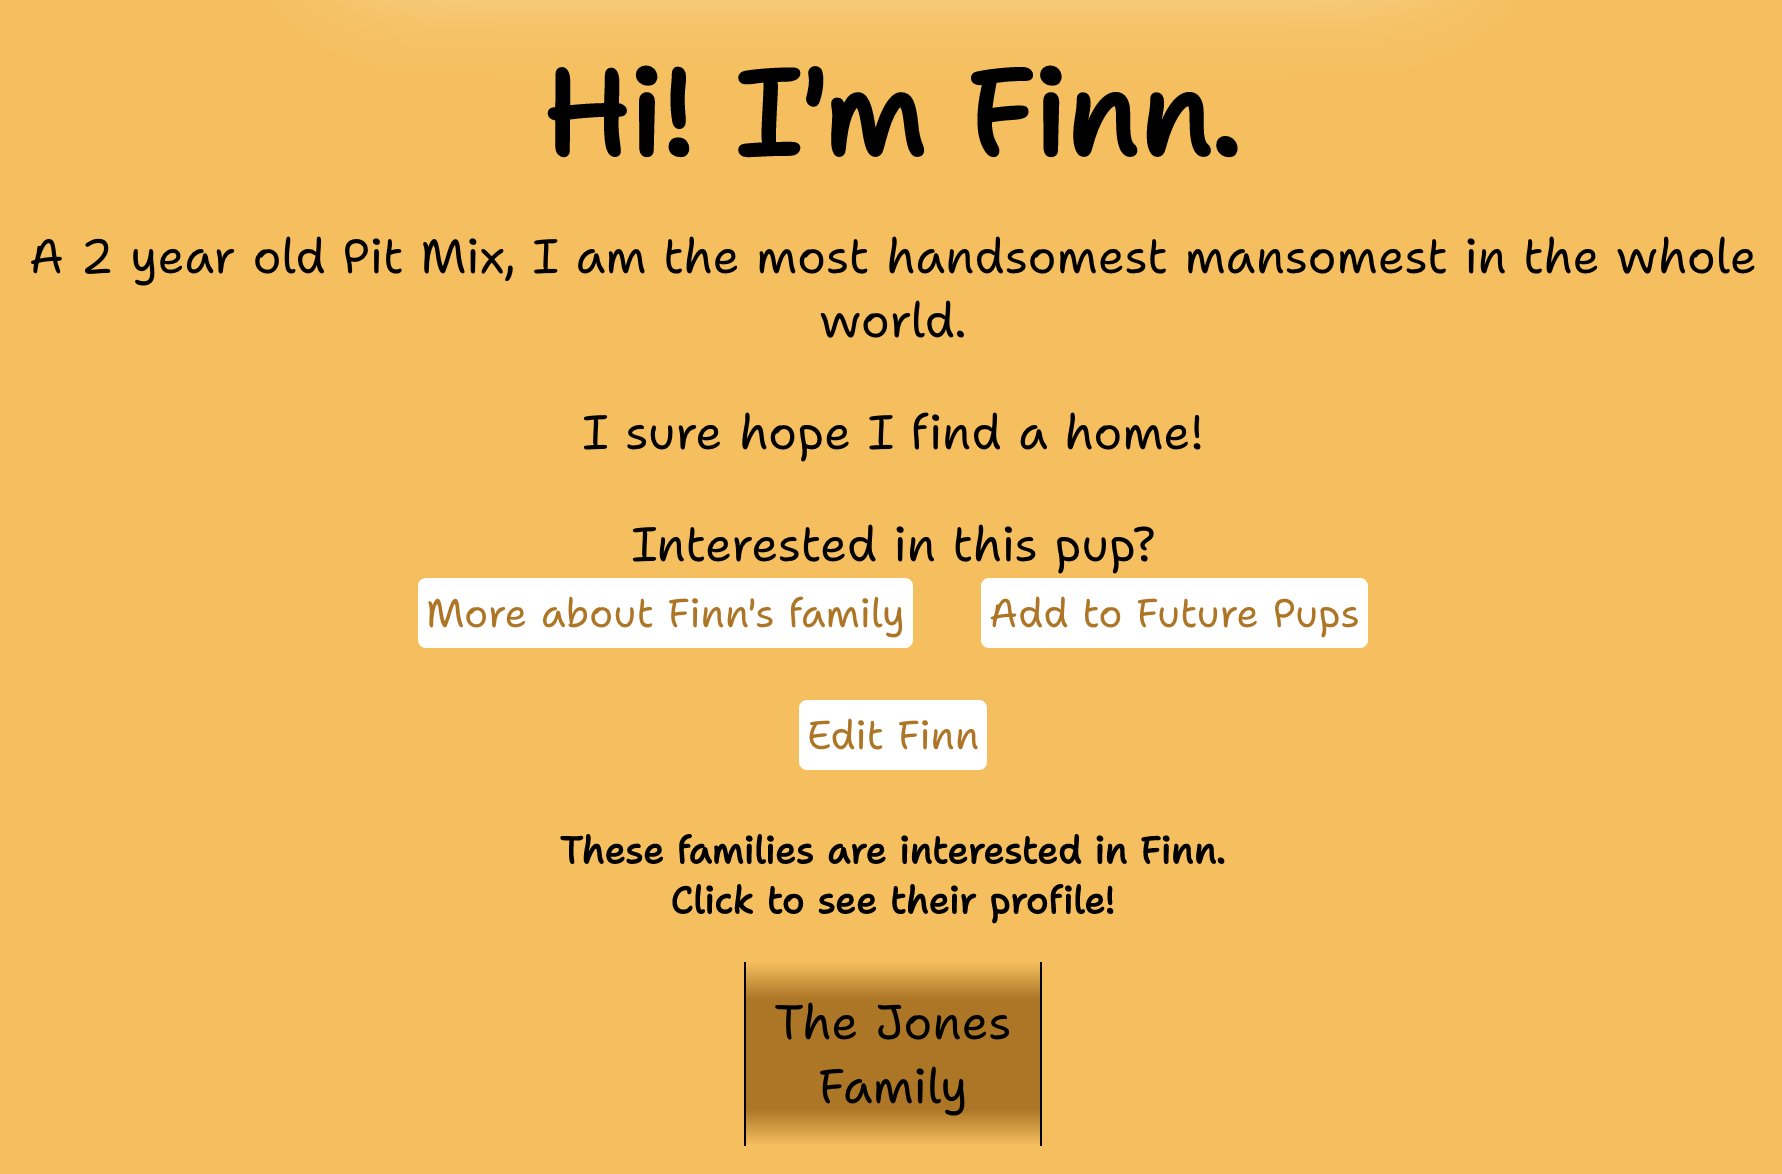 Hi! I'm Finn.
A 2 year old Pit Mix, I am the most handsomest mansomest in the whole
world.
I sure hope I find a home!
Interested in this pup?
More about Finn's family
Add to Future Pups
Edit Finn
These families are interested in Finn.
Click to see their profile!
The Jones
Family